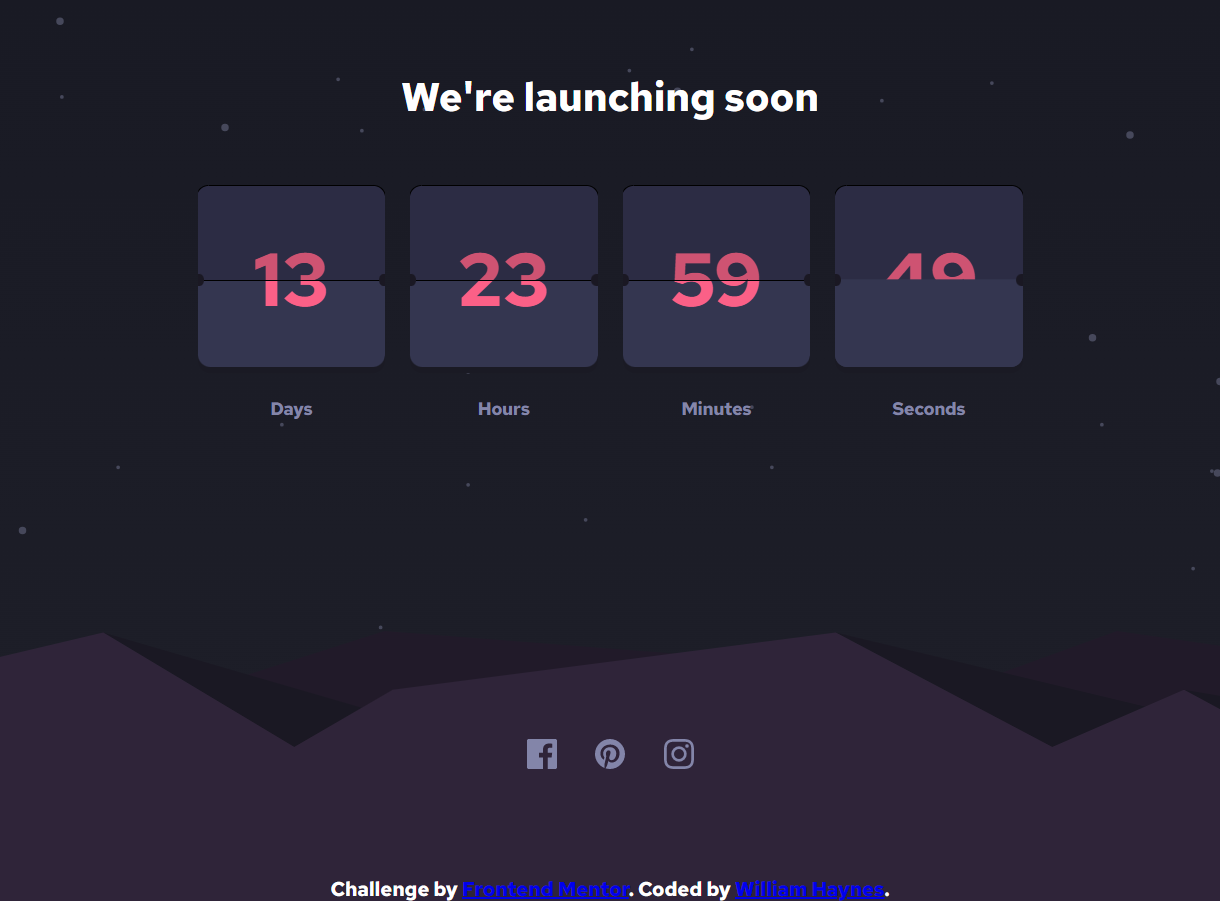 We're launching soon
13 23 59 49
Days Hours Minutes Seconds
Challenge by Frontend Mentor. Coded by William Haynes.